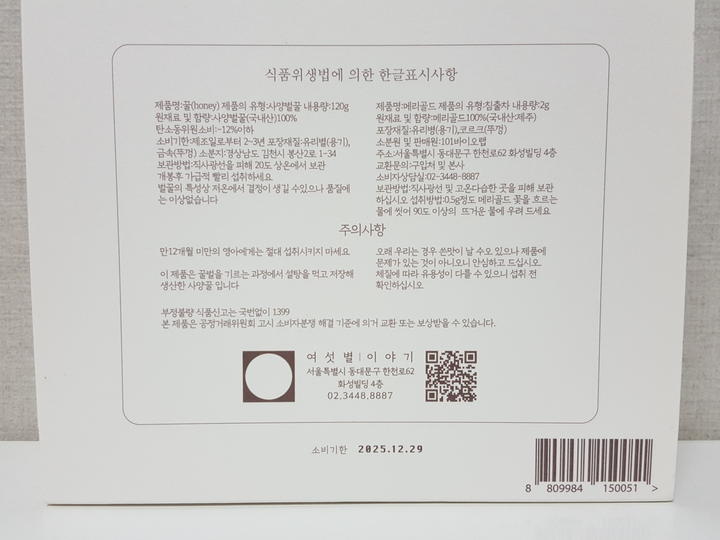 식품위생법에 의한 한글표시사항
제품명:꿀(honey) 제품의 유형:사양벌꿀 내용량:120g
원재료 및 함량:사양벌꿀(국내산)100%
탄소동위원소비:-12%이하
소비기한:제조일로부터 2~3년 포장재질:유리병(용기),
금속(뚜껑) 소분지:경상남도 김천시 봉산2로 1-34
보관방법:직사광선을 피해 20도 상온에서 보관
개봉후 가급적 빨리 섭취하세요.
벌꿀의 특성상 저온에서 결정이 생길 수있으나 품질에
는 이상없습니다
제품명:메리골드 제품의 유형:침출차 내용량:2g
원재료 및 함량:메리골드100%(국내산:제주)
포장재질:유리병(용기),코르크(뚜껑)
소분원 및 판매원:101바이오랩
주소:서울특별시 동대문구 한천로62 화성빌딩 4층
교환문의:구입처 및 본사
소비자상담실:02-3448-8887
보관방법:직사광선 및 고온다습한 곳을 피해 보관
하십시오 섭취방법:0.5g정도 메리골드 꽃을 흐르는
물에 씻어 90도 이상의 뜨거운 물에 우려 드세요
주의사항
만12개월 미만의 영아에게는 절대 섭취시키지 마세요
이 제품은 꿀벌을 기르는 과정에서 설탕을 먹고 저장해
생산한 사양꿀 입니다
오래 우리는 경우 쓴맛이 날 수오 있으나 제품에
문제가 있는 것이 아니오니 안심하고 드십시오.
체질에 따라 유용성이 다를 수 있으니 섭취 전
확인하십시오
부정불량 식품신고는 국번없이 1399
본 제품은 공정거래위원회 고시 소비자분쟁 해결 기준에 의거 교환 또는 보상받을 수 있습니다.
여섯별|이야기
서울특별시 동대문구 한천로62
화성빌딩 4층
02.3448.8887
소비기한 2025.12.29
8 809984 150051 >